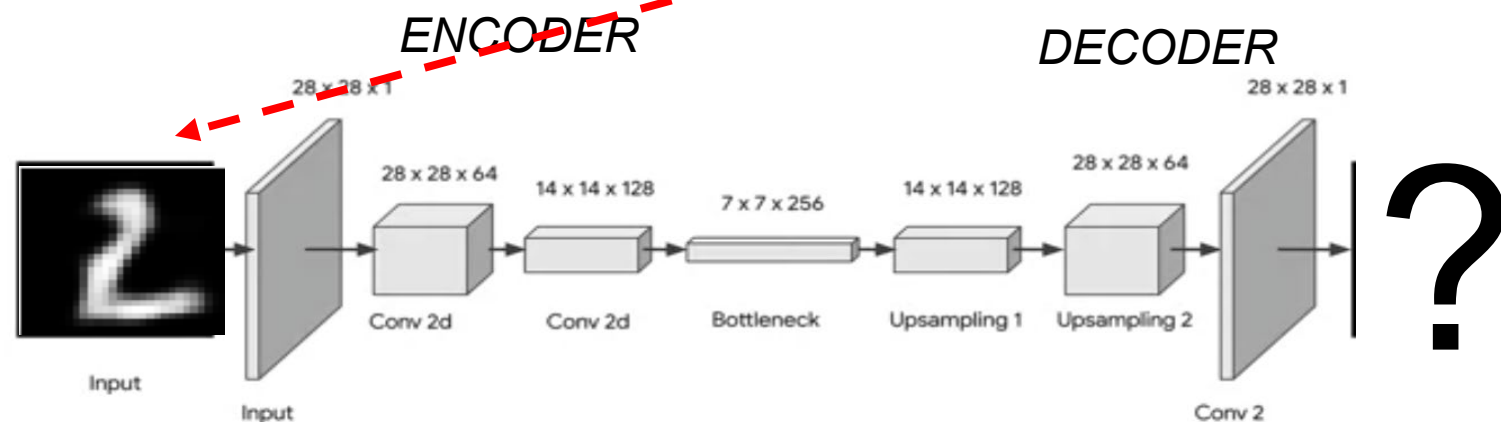 ENCODER
DECODER
28 x 28 x 1
28 x 28 x 1
28 x 28 x 64
14 x 14 x 128
7 x 7 x 256
14 x 14 x 128
28 x 28 x 64
2
?
Conv 2d
Conv 2d
Bottleneck
Upsampling 1
Upsampling 2
Input
Input
Conv 2